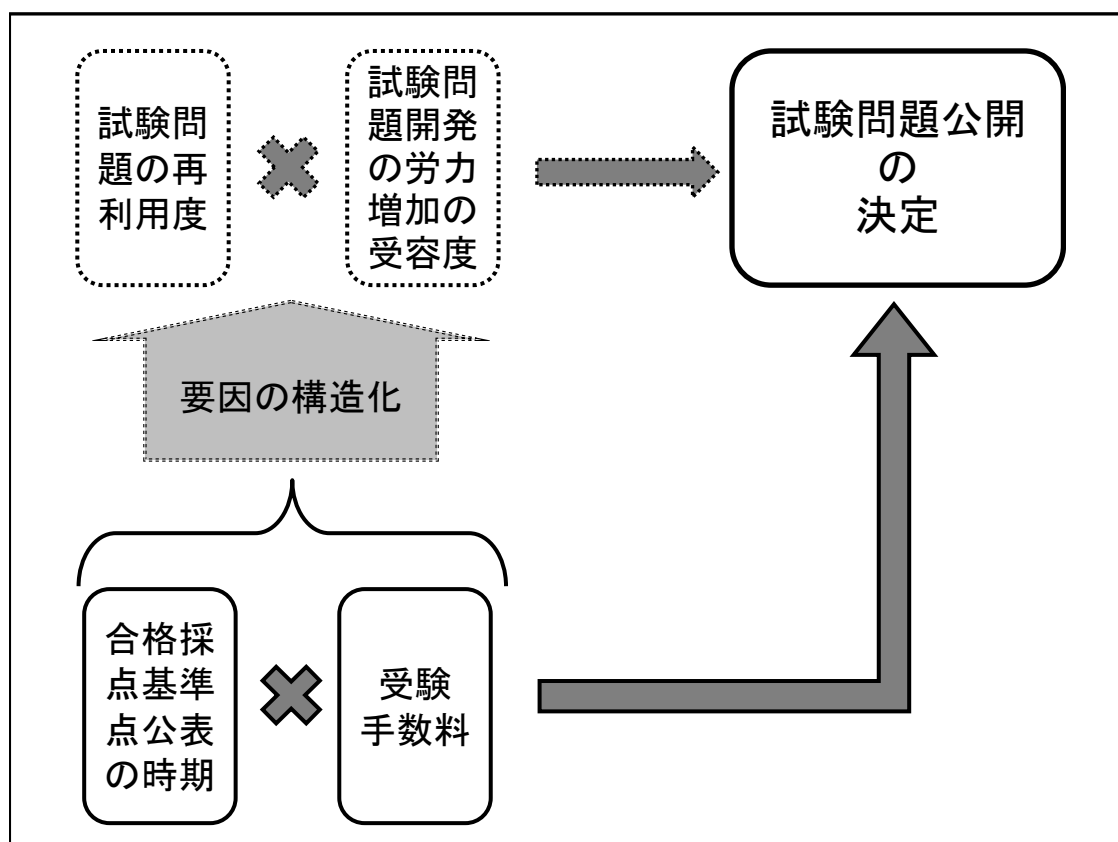 試験問
題の再
利用度
試験問
題開発
の労力
増加の
受容度
試験問題公開
の
決定
要因の構造化
合格採
点基準
点公表
の時期
受験
手数料